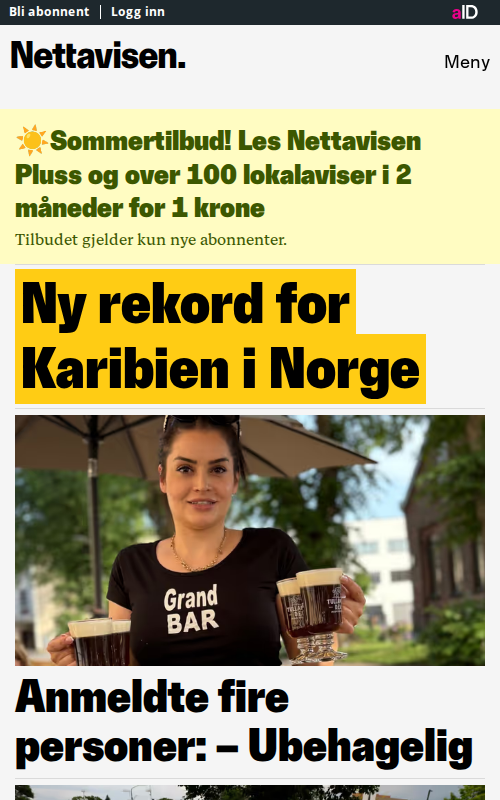 Bli abonnent | Logg inn
aID
Nettavisen.
Meny
☀️Sommertilbud! Les Nettavisen
Pluss og over 100 lokalaviser i 2
måneder for 1 krone
Tilbudet gjelder kun nye abonnenter.
Ny rekord for
Karibien i Norge
Grand
BAR
Anmeldte fire
personer: – Ubehagelig